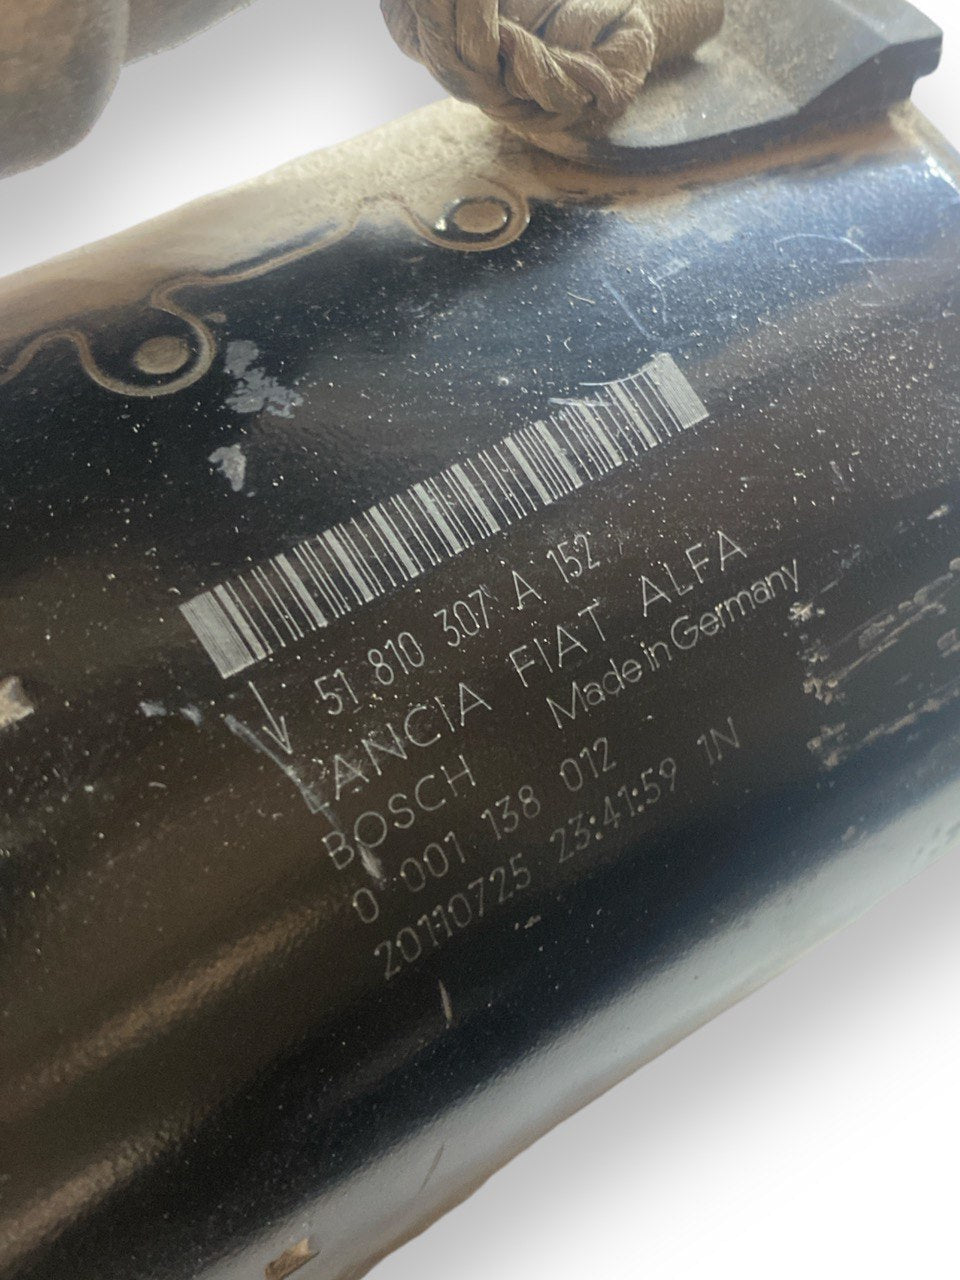 51 810 307 A 152
LANCIA FIAT ALFA
BOSCH Made in Germany
0 001 138 012
20110725 23:41:59 1N